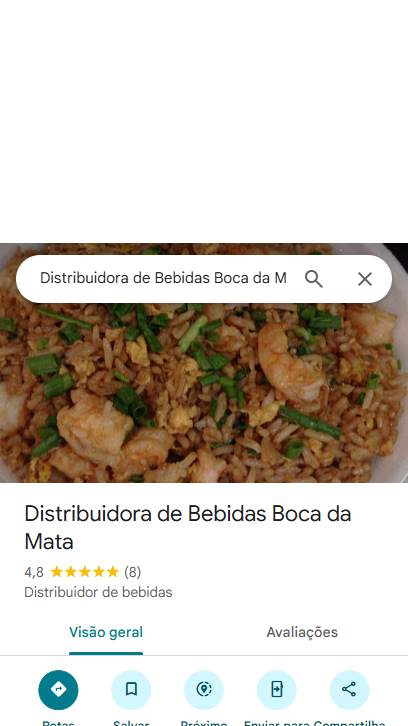 Distribuidora de Bebidas Boca da M
Distribuidora de Bebidas Boca da
Mata
4,8 ★★★★★ (8)
Distribuidor de bebidas
Visão geral Avaliações
Rotas Salvar Próximo Enviar para Compartilha